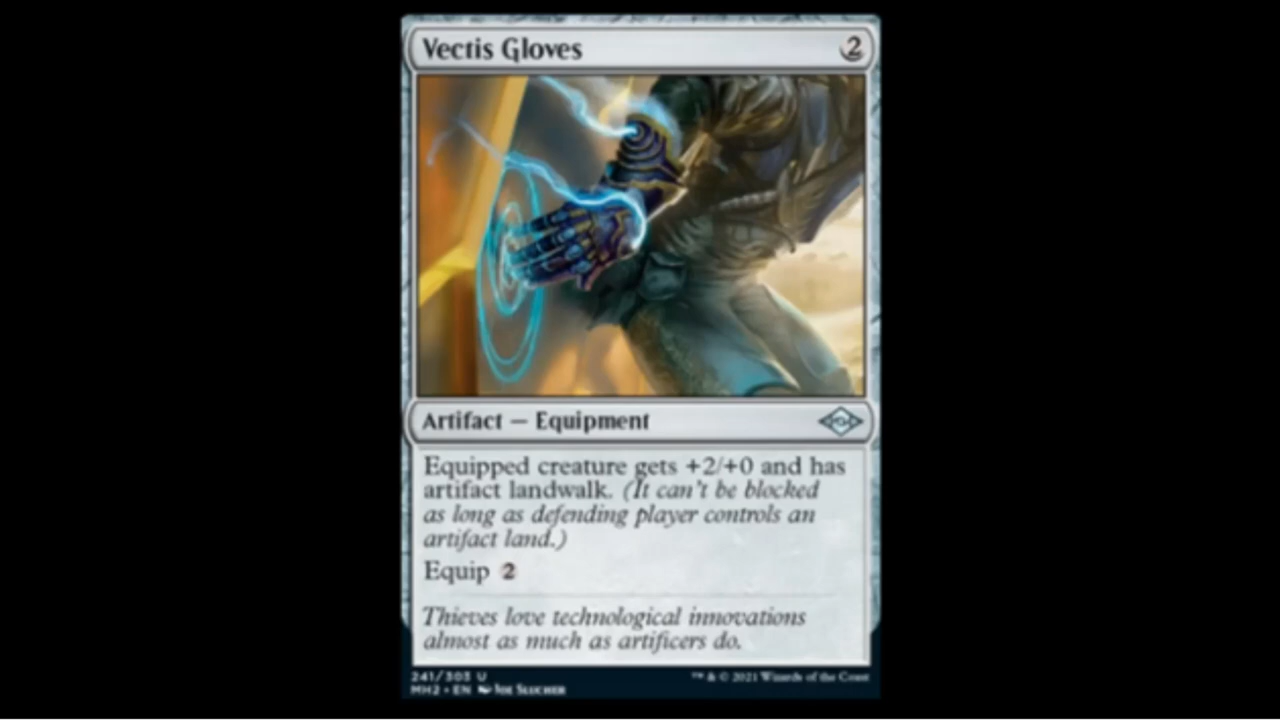 Vectis Gloves 2
Artifact — Equipment
Equipped creature gets +2/+0 and has
artifact landwalk. (It can't be blocked
as long as defending player controls an
artifact land.)
Equip 2
Thieves love technological innovations
almost as much as artificers do.
241/303 U
MH2 • EN Joe Slucher
™ & © 2021 Wizards of the Coast